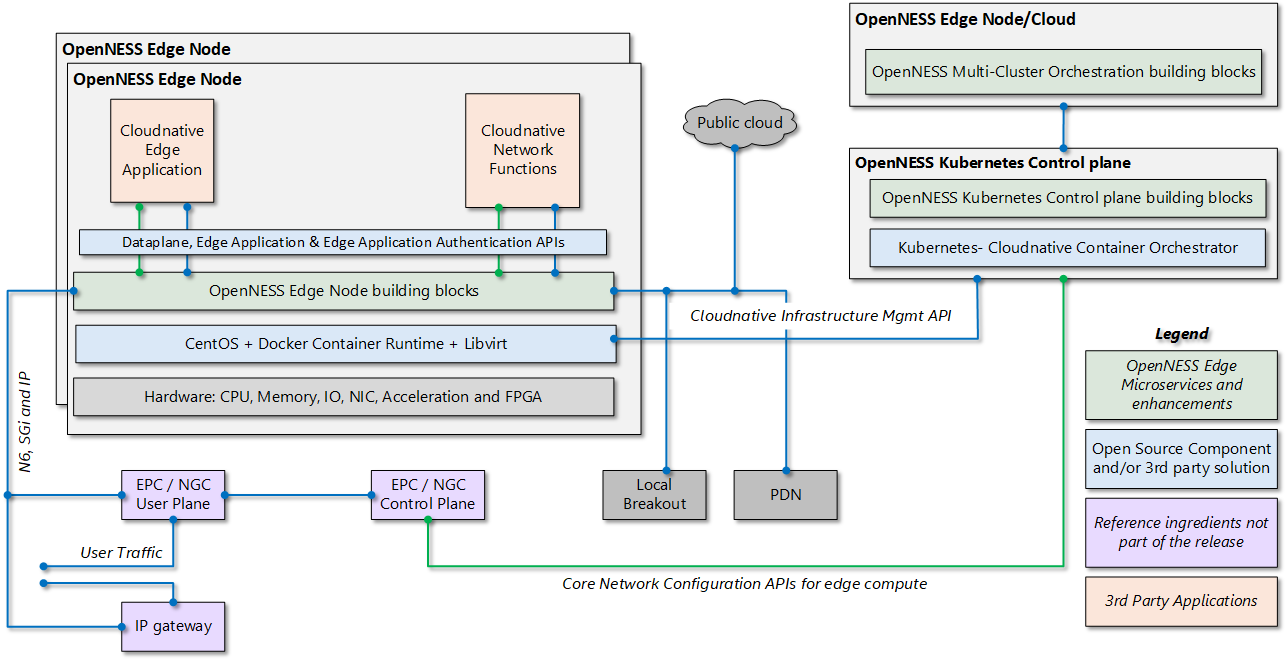 OpenNESS Edge Node
OpenNESS Edge Node
Cloudnative
Edge
Application
Cloudnative
Network
Functions
Dataplane, Edge Application & Edge Application Authentication APIs
OpenNESS Edge Node building blocks
CentOS + Docker Container Runtime + Libvirt
Hardware: CPU, Memory, IO, NIC, Acceleration and FPGA
Public cloud
OpenNESS Edge Node/Cloud
OpenNESS Multi-Cluster Orchestration building blocks
OpenNESS Kubernetes Control plane
OpenNESS Kubernetes Control plane building blocks
Kubernetes- Cloudnative Container Orchestrator
Cloudnative Infrastructure Mgmt API
N6, SGi and IP
EPC / NGC
User Plane
EPC / NGC
Control Plane
Local
Breakout
PDN
User Traffic
Core Network Configuration APIs for edge compute
IP gateway
Legend
OpenNESS Edge
Microservices and
enhancements
Open Source Component
and/or 3rd party solution
Reference ingredients not
part of the release
3rd Party Applications